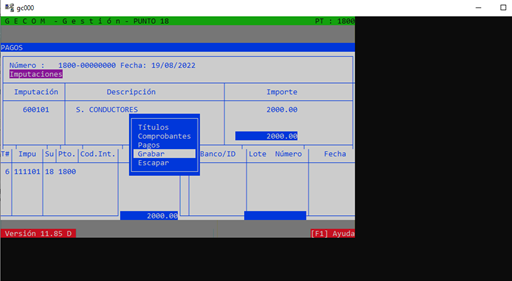 gc000
G E C O M - G e s t i ó n - PUNTO 18 PT : 1800
PAGOS
Número : 1800-00000000 Fecha: 19/08/2022
Imputaciones
Imputación Descripción Importe
600101 S. CONDUCTORES 2000.00
2000.00
Títulos
Comprobantes
Pagos
Grabar
Escapar
T# Impu Su Pto. Cod.Int. Banco/ID Lote Número Fecha
6 111101 18 1800
2000.00
Versión 11.85 D [F1] Ayuda